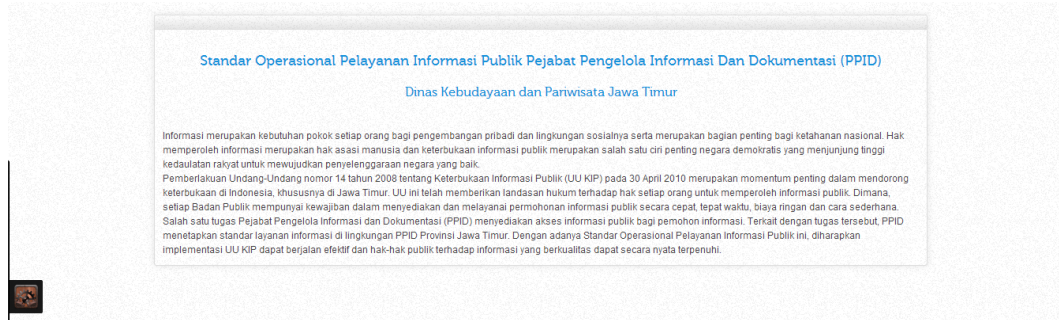 Standar Operasional Pelayanan Informasi Publik Pejabat Pengelola Informasi Dan Dokumentasi (PPID)
Dinas Kebudayaan dan Pariwisata Jawa Timur
Informasi merupakan kebutuhan pokok setiap orang bagi pengembangan pribadi dan lingkungan sosialnya serta merupakan bagian penting bagi ketahanan nasional. Hak
memperoleh informasi merupakan hak asasi manusia dan keterbukaan informasi publik merupakan salah satu ciri penting negara demokratis yang menjunjung tinggi
kedaulatan rakyat untuk mewujudkan penyelenggaraan negara yang baik.
Pemberlakuan Undang-Undang nomor 14 tahun 2008 tentang Keterbukaan Informasi Publik (UU KIP) pada 30 April 2010 merupakan momentum penting dalam mendorong
keterbukaan di Indonesia, khususnya di Jawa Timur. UU ini telah memberikan landasan hukum terhadap hak setiap orang untuk memperoleh informasi publik. Dimana,
setiap Badan Publik mempunyai kewajiban dalam menyediakan dan melayani permohonan informasi publik secara cepat, tepat waktu, biaya ringan dan cara sederhana.
Salah satu tugas Pejabat Pengelola Informasi dan Dokumentasi (PPID) menyediakan akses informasi publik bagi pemohon informasi. Terkait dengan tugas tersebut, PPID
menetapkan standar layanan informasi di lingkungan PPID Provinsi Jawa Timur. Dengan adanya Standar Operasional Pelayanan Informasi Publik ini, diharapkan
implementasi UU KIP dapat berjalan efektif dan hak-hak publik terhadap informasi yang berkualitas dapat secara nyata terpenuhi.